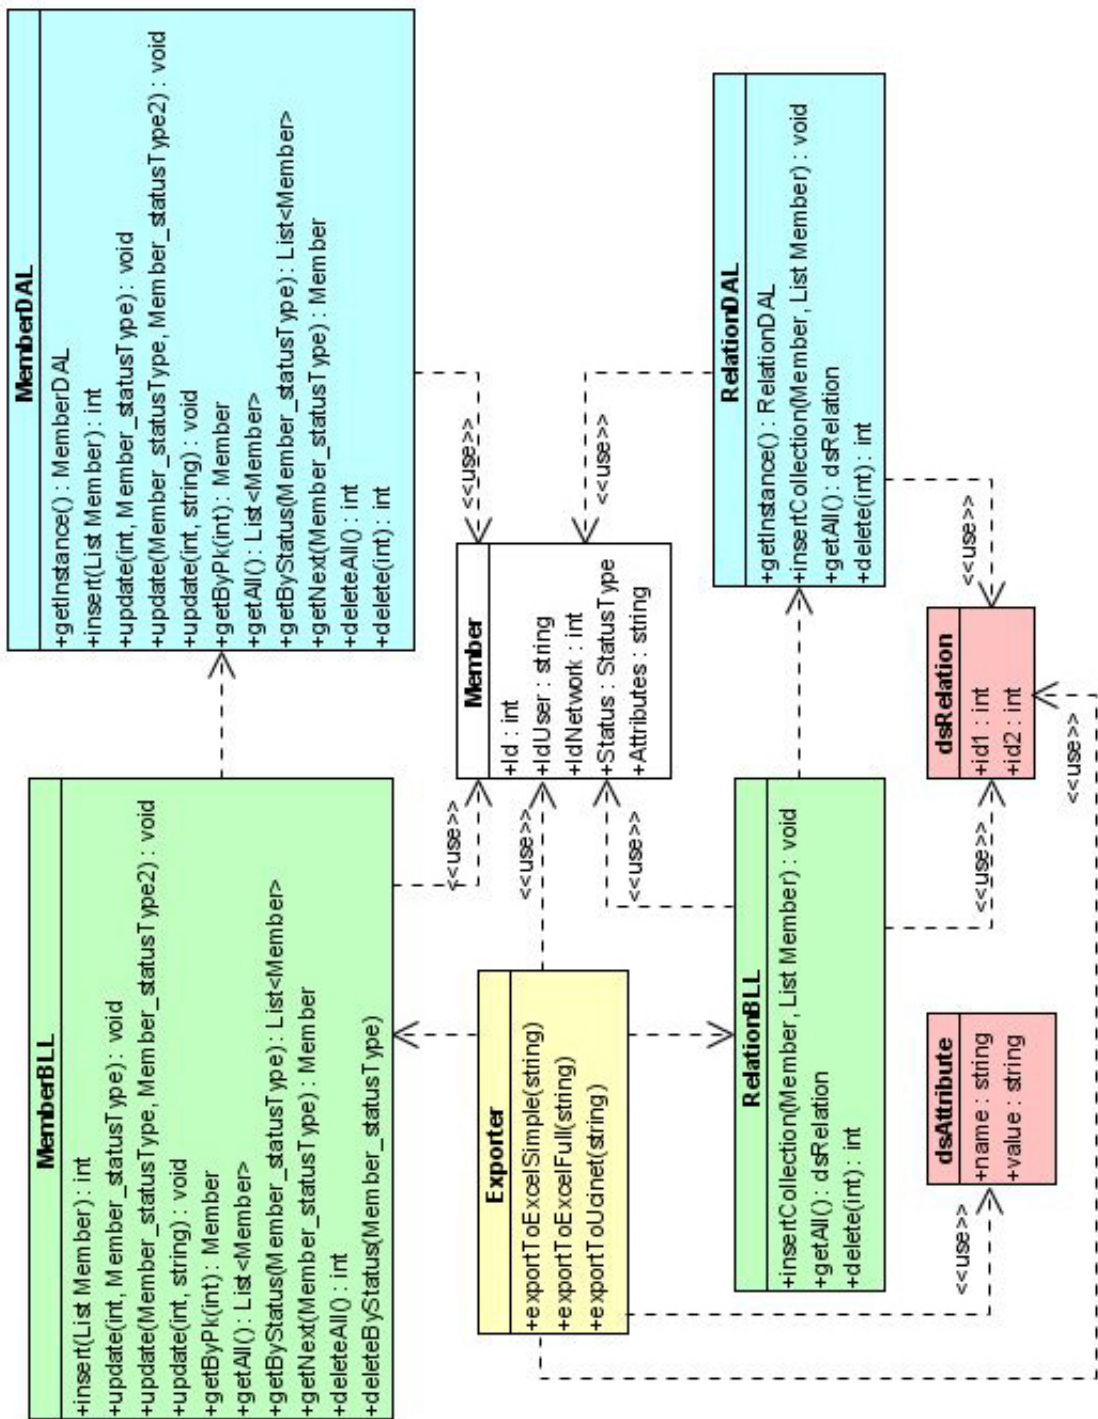 MemberBLL
+insert(List Member) : int
+update(int, Member_statusType) : void
+update(Member_statusType, Member_statusType2) : void
+update(int, string) : void
+getByPk(int) : Member
+getAll() : List<Member>
+getByStatus(Member_statusType) : List<Member>
+getNext(Member_statusType) : Member
+deleteAll() : int
+deleteByStatus(Member_statusType)
MemberDAL
+getInstance() : MemberDAL
+insert(List Member) : int
+update(int, Member_statusType) : void
+update(Member_statusType, Member_statusType2) : void
+update(int, string) : void
+getByPk(int) : Member
+getAll() : List<Member>
+getByStatus(Member_statusType) : List<Member>
+getNext(Member_statusType) : Member
+deleteAll() : int
+delete(int) : int
<<use>>
<<use>>
Exporter
+exportToExcelSimple(string)
+exportToExcelFull(string)
+exportToUcinet(string)
<<use>>
Member
+Id : int
+IdUser : string
+IdNetwork : int
+Status : StatusType
+Attributes : string
<<use>>
<<use>>
RelationBLL
+insertCollection(Member, List Member) : void
+getAll() : dsRelation
+delete(int) : int
RelationDAL
+getInstance() : RelationDAL
+insertCollection(Member, List Member) : void
+getAll() : dsRelation
+delete(int) : int
<<use>>
<<use>>
<<use>>
dsAttribute
+name : string
+value : string
dsRelation
+id1 : int
+id2 : int
<<use>>